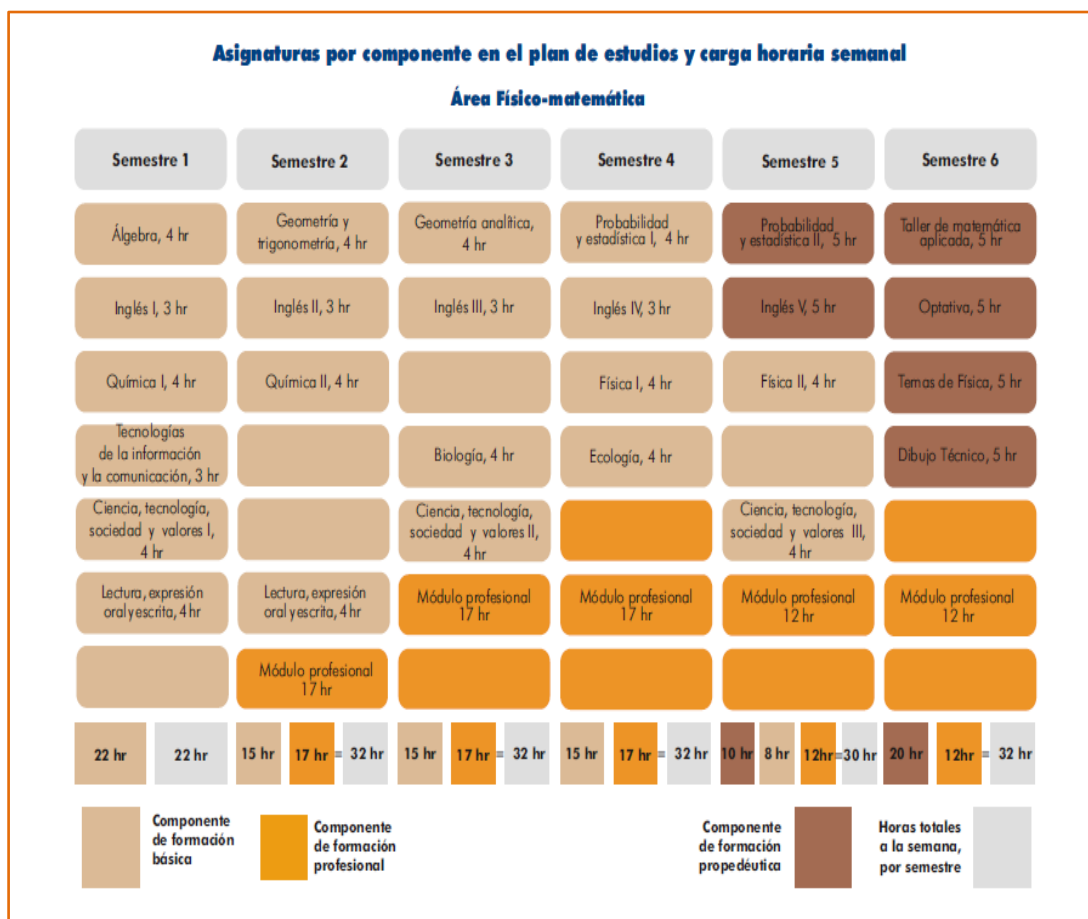 Asignaturas por componente en el plan de estudios y carga horaria semanal
Área Físico-matemática
Semestre 1
Semestre 2
Semestre 3
Semestre 4
Semestre 5
Semestre 6
Álgebra, 4 hr
Geometría y
trigonometría, 4 hr
Geometría analítica,
4 hr
Probabilidad
y estadística I, 4 hr
Probabilidad
y estadística II, 5 hr
Taller de matemática
aplicada, 5 hr
Inglés I, 3 hr
Inglés II, 3 hr
Inglés III, 3 hr
Inglés IV, 3 hr
Inglés V, 5 hr
Optativa, 5 hr
Química I, 4 hr
Química II, 4 hr
Física I, 4 hr
Física II, 4 hr
Temas de Física, 5 hr
Tecnologías
de la información
y la comunicación, 3 hr
Biología, 4 hr
Ecología, 4 hr
Dibujo Técnico, 5 hr
Ciencia, tecnología,
sociedad y valores I,
4 hr
Ciencia, tecnología,
sociedad y valores II,
4 hr
Ciencia, tecnología,
sociedad y valores III,
4 hr
Lectura, expresión
oral y escrita, 4 hr
Lectura, expresión
oral y escrita, 4 hr
Módulo profesional
17 hr
Módulo profesional
17 hr
Módulo profesional
12 hr
Módulo profesional
12 hr
Módulo profesional
17 hr
22 hr 22 hr
15 hr 17 hr = 32 hr
15 hr 17 hr = 32 hr
15 hr 17 hr = 32 hr
10 hr 8 hr 12hr=30 hr
20 hr 12hr = 32 hr
Componente
de formación
básica
Componente
de formación
profesional
Componente
de formación
propedéutica
Horas totales
a la semana,
por semestre